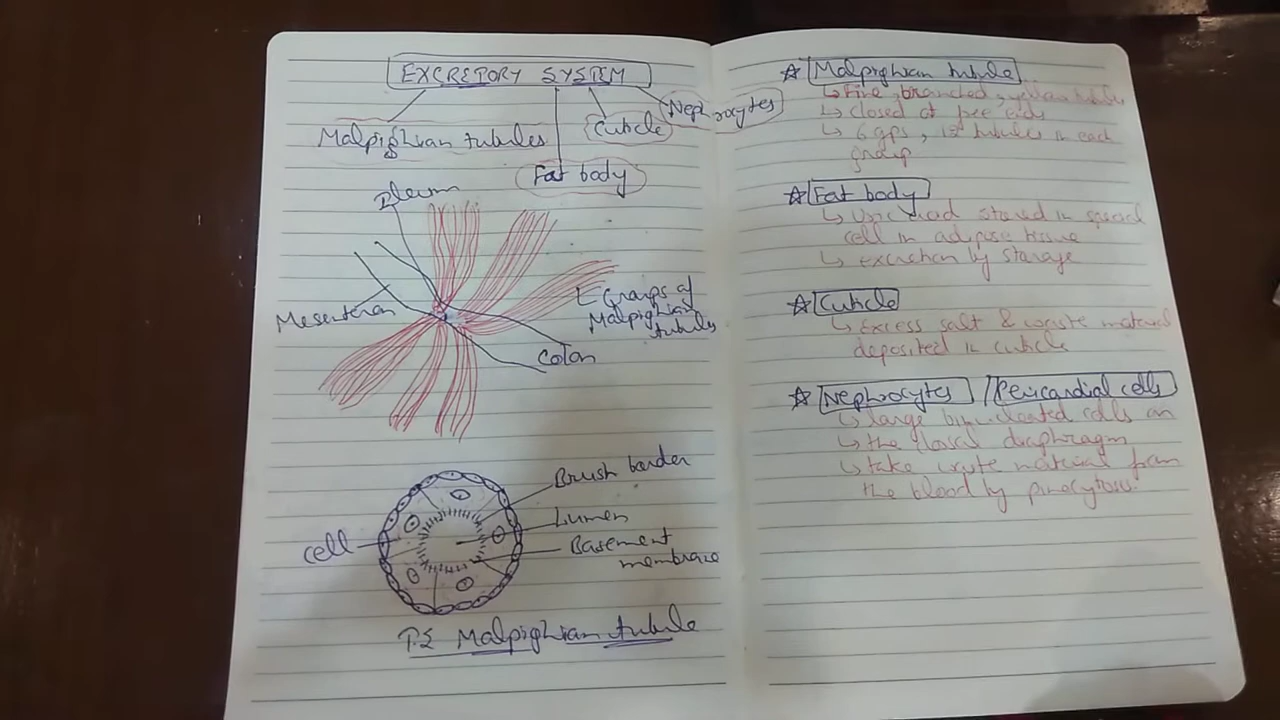 EXCRETORY SYSTEM
Malpighian tubules
Fat body
Cuticle
Nephrocytes
Ileum
Mesenteron
Groups of
Malpighian
tubules
Colon
Brush border
Lumen
Basement
membrane
cell
T.S Malpighian tubule
☆ Malpighian tubule
↳ Fine, branched, yellow tubules
↳ closed at free ends
↳ 6 gps, 15 tubules in each
group
☆ Fat body
↳ Uric acid stored in special
cell in adipose tissue
↳ excretion by storage
☆ Cuticle
↳ Excess salt & waste material
deposited in cuticle
☆ Nephrocytes / Pericardial cells
↳ large binucleated cells on
↳ the dorsal diaphragm
↳ take waste material from
the blood by pinocytosis.